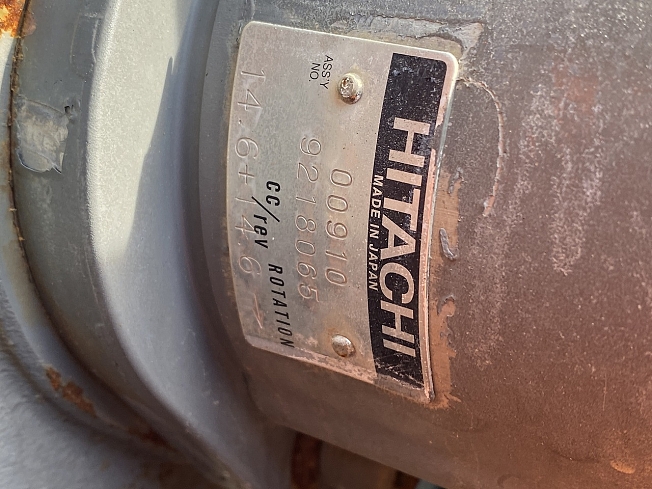 HITACHI
MADE IN JAPAN
00910
ASS'Y
NO.
9218065
cc/rev ROTATION
14.6+14.6